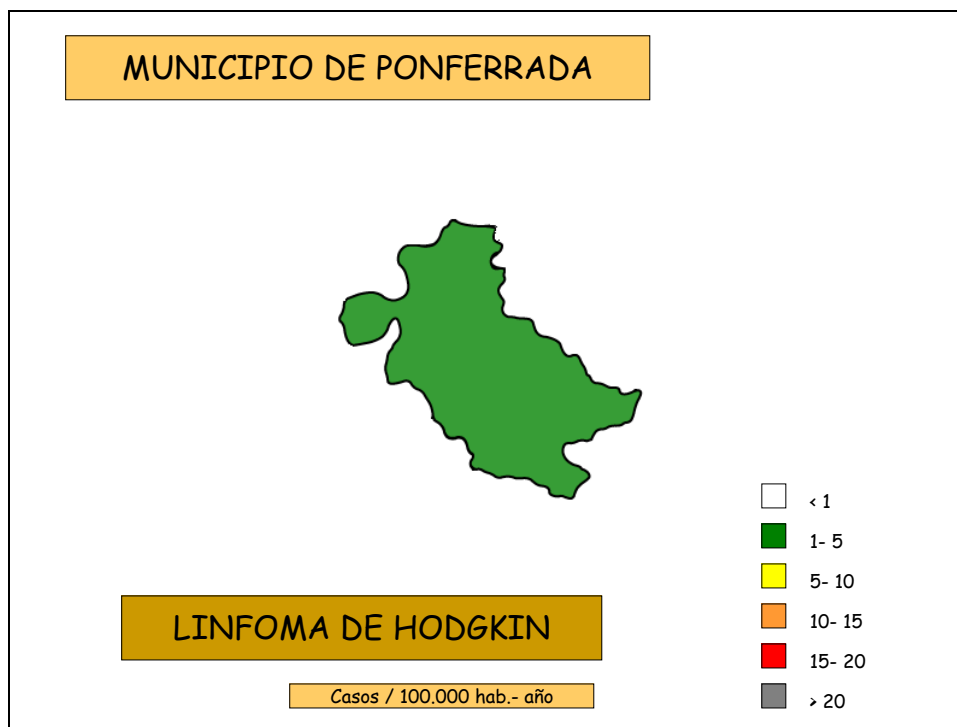 MUNICIPIO DE PONFERRADA
< 1
1- 5
5- 10
10- 15
15- 20
> 20
LINFOMA DE HODGKIN
Casos / 100.000 hab.- año